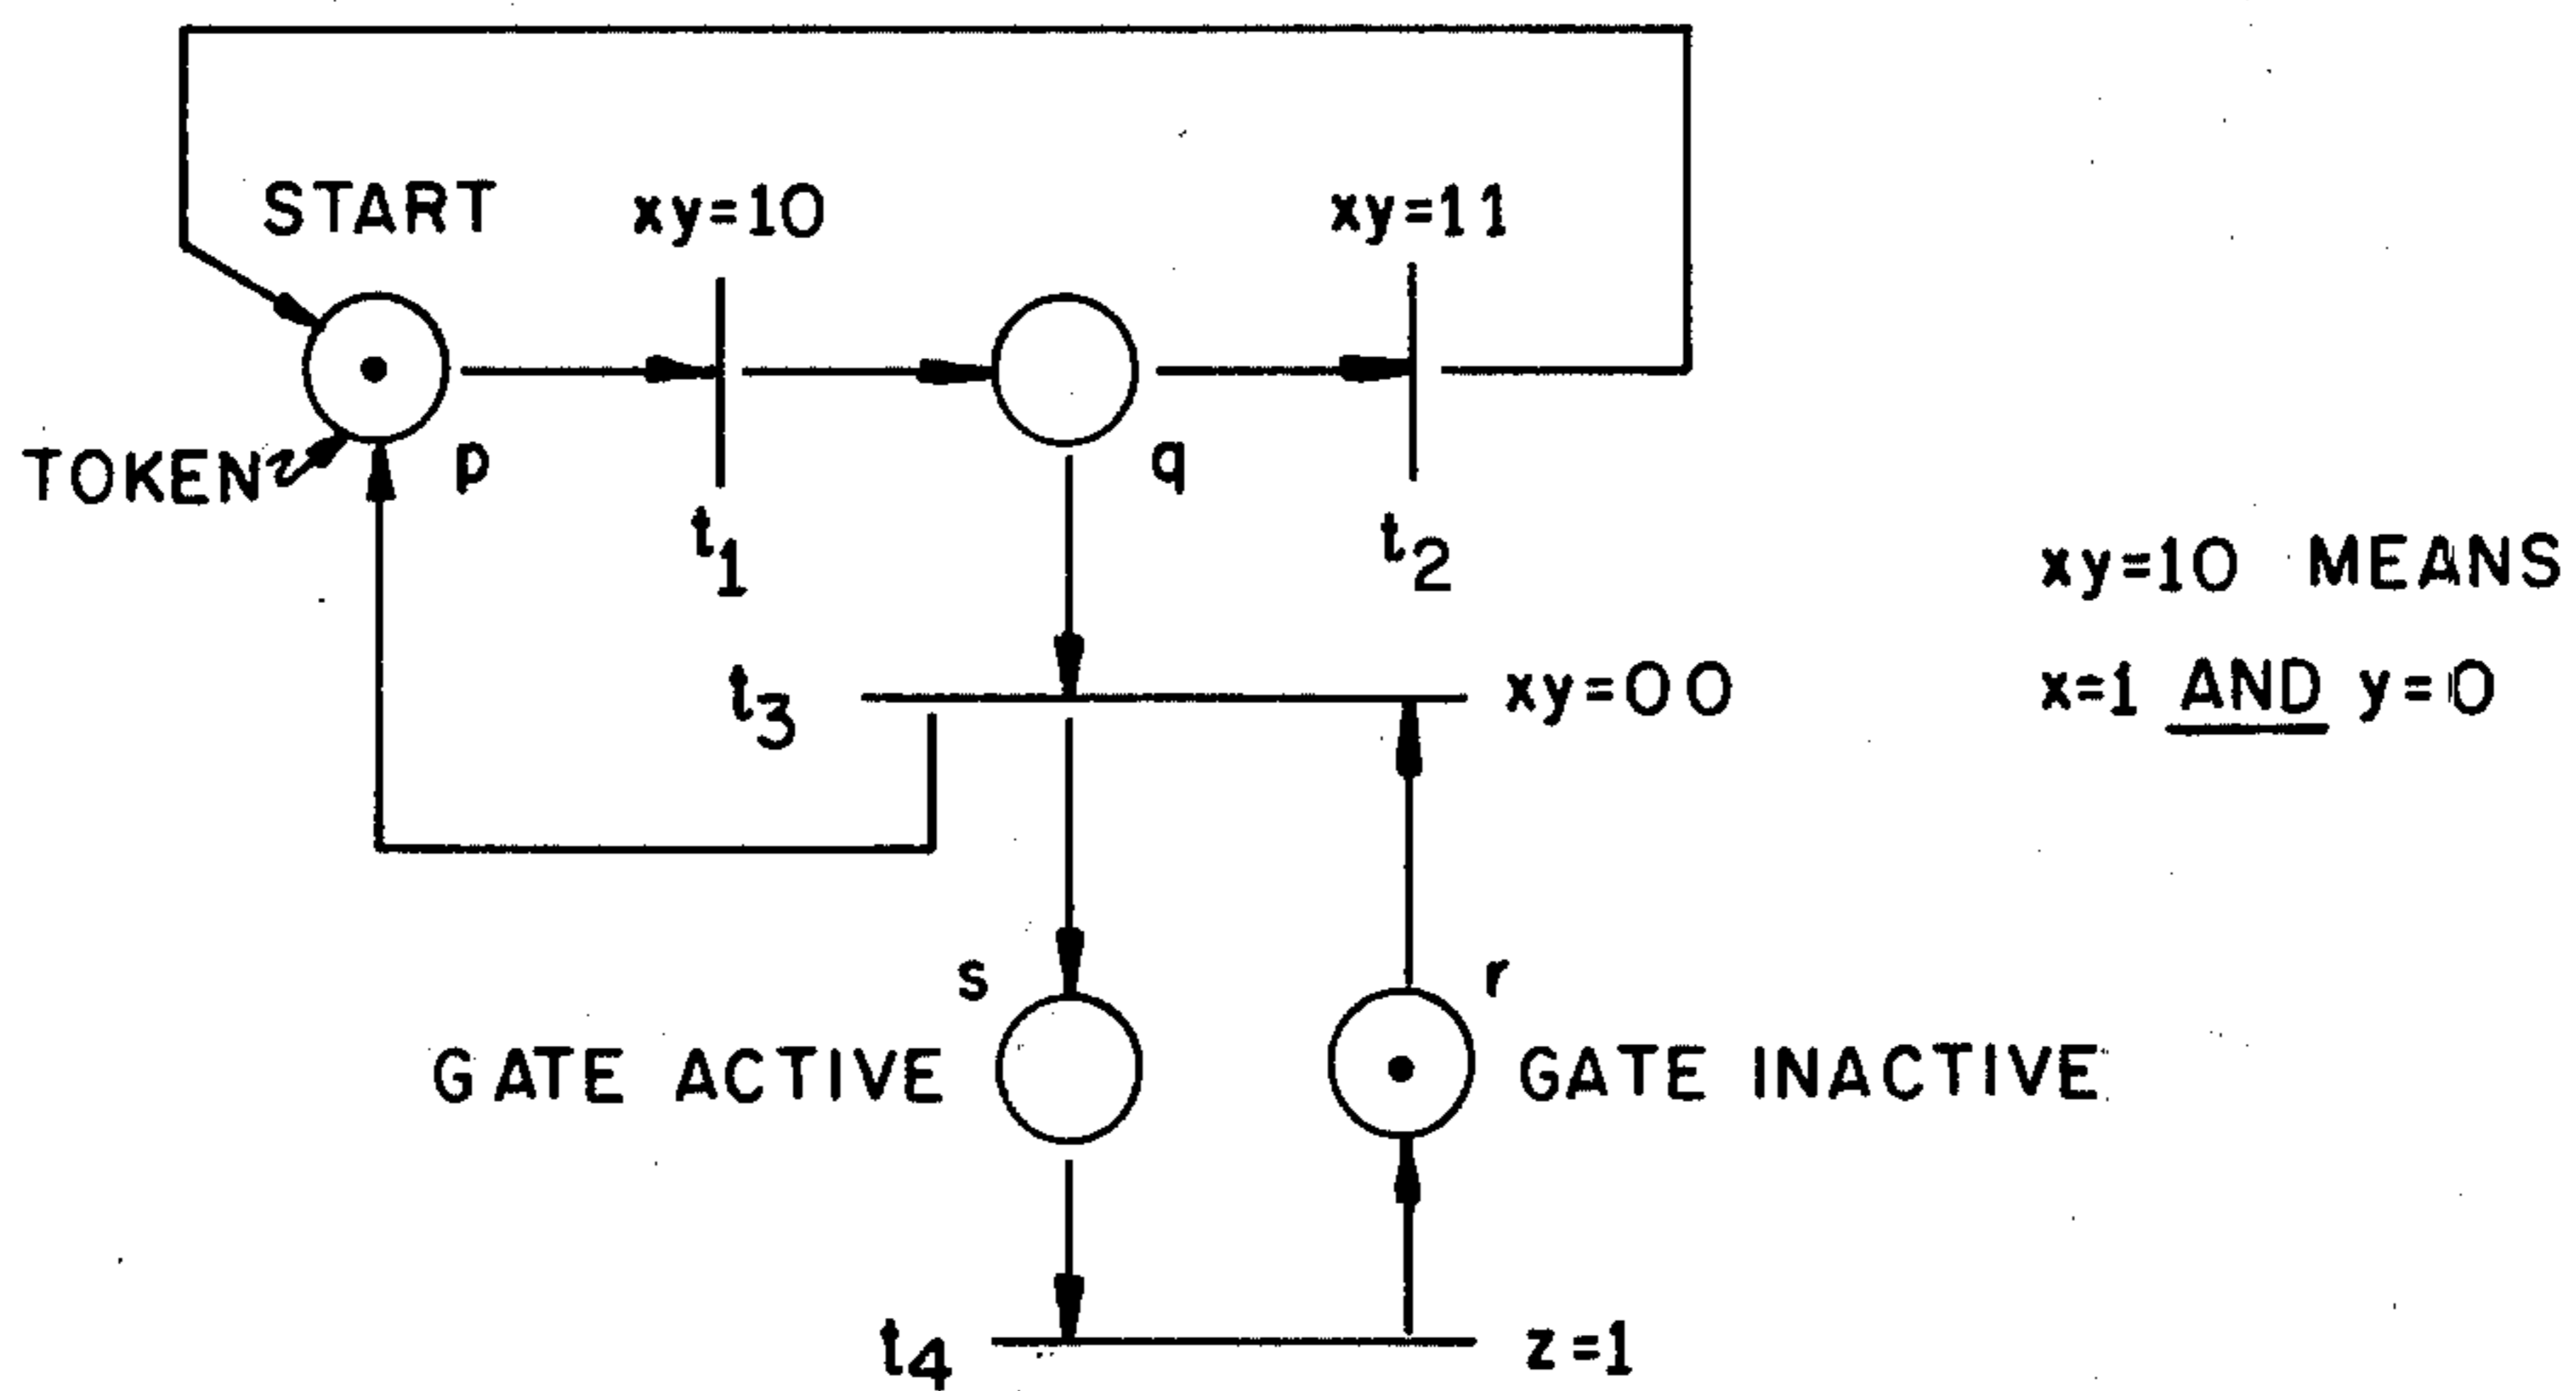 START
xy=10
xy=11
TOKEN
p
q
t1
t2
xy=10 MEANS
x=1 AND y=0
t3
xy=00
s
r
GATE ACTIVE
GATE INACTIVE
t4
z=1